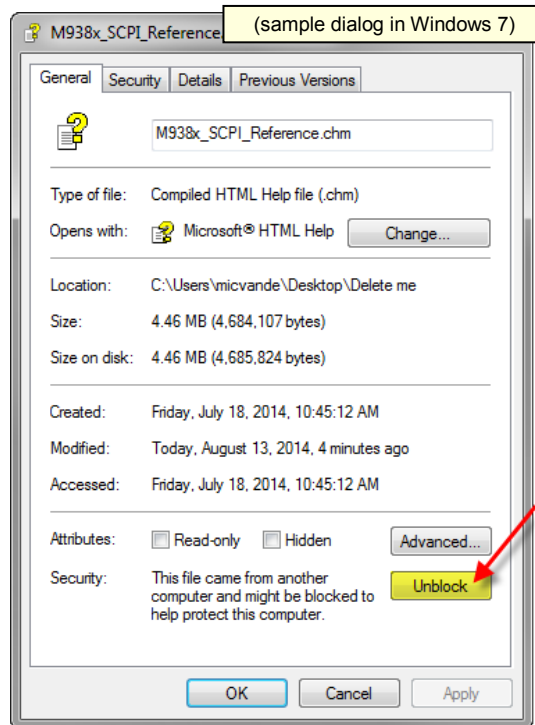 M938x_SCPI_Reference.
(sample dialog in Windows 7)
General Security Details Previous Versions
M938x_SCPI_Reference.chm
Type of file: Compiled HTML Help file (.chm)
Opens with: Microsoft® HTML Help Change...
Location: C:\Users\micvande\Desktop\Delete me
Size: 4.46 MB (4,684,107 bytes)
Size on disk: 4.46 MB (4,685,824 bytes)
Created: Friday, July 18, 2014, 10:45:12 AM
Modified: Today, August 13, 2014, 4 minutes ago
Accessed: Friday, July 18, 2014, 10:45:12 AM
Attributes: Read-only Hidden Advanced...
Security: This file came from another
computer and might be blocked to
help protect this computer.
Unblock
OK Cancel Apply